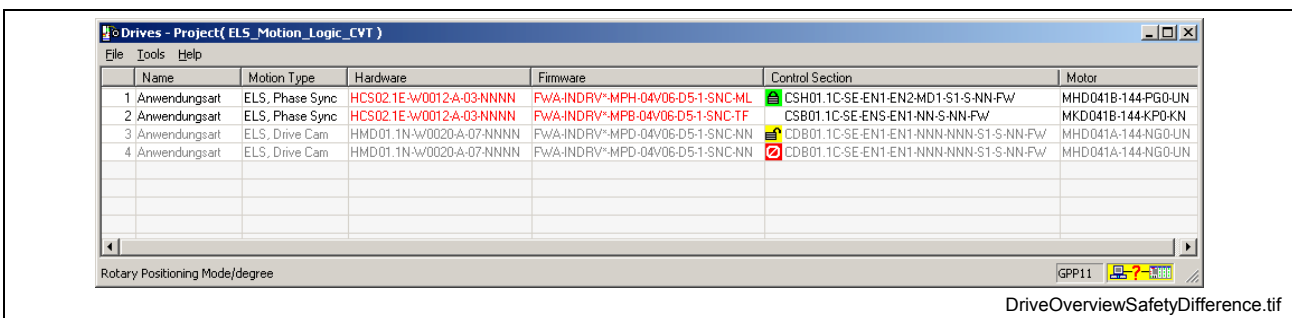 Drives - Project( ELS_Motion_Logic_CVT )
File Tools Help
Name Motion Type Hardware Firmware Control Section Motor
1 Anwendungsart ELS, Phase Sync HCS02.1E-W0012-A-03-NNNN FWA-INDRV*-MPH-04V06-D5-1-SNC-ML CSH01.1C-SE-EN1-EN2-MD1-S1-S-NN-FW MHD041B-144-PG0-UN
2 Anwendungsart ELS, Phase Sync HCS02.1E-W0012-A-03-NNNN FWA-INDRV*-MPB-04V06-D5-1-SNC-TF CSB01.1C-SE-ENS-EN1-NN-S-NN-FW MKD041B-144-KP0-KN
3 Anwendungsart ELS, Drive Cam HMD01.1N-W0020-A-07-NNNN FWA-INDRV*-MPD-04V06-D5-1-SNC-NN CDB01.1C-SE-EN1-EN1-NNN-NNN-S1-S-NN-FW MHD041A-144-NG0-UN
4 Anwendungsart ELS, Drive Cam HMD01.1N-W0020-A-07-NNNN FWA-INDRV*-MPD-04V06-D5-1-SNC-NN CDB01.1C-SE-EN1-EN1-NNN-NNN-S1-S-NN-FW MHD041A-144-NG0-UN
Rotary Positioning Mode/degree GPP11 ?
DriveOverviewSafetyDifference.tif